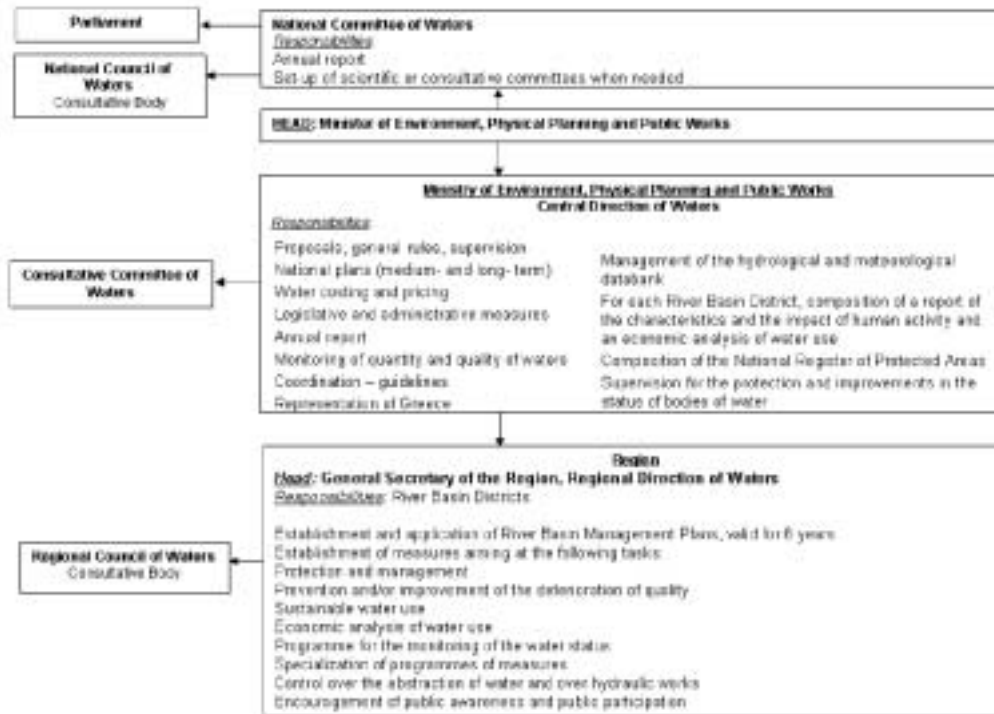 Parliament
National Council of
Waters
Consultative Body
National Committee of Waters
Responsibilities
Annual report
Set-up of scientific or consultative committees when needed
HEAD: Minister of Environment, Physical Planning and Public Works
Ministry of Environment, Physical Planning and Public Works
Central Direction of Waters
Responsibilities
Proposals, general rules, supervision
National plans (medium- and long- term)
Water costing and pricing
Legislative and administrative measures
Annual report
Monitoring of quantity and quality of waters
Coordination – guidelines
Representation of Greece
Management of the hydrological and meteorological
databank
For each River Basin District, composition of a report of
the characteristics and the impact of human activity and
an economic analysis of water use
Composition of the National Register of Protected Areas
Supervision for the protection and improvements in the
status of bodies of water
Consultative Committee of
Waters
Region
Head: General Secretary of the Region, Regional Direction of Waters
Responsibilities: River Basin Districts
Establishment and application of River Basin Management Plans, valid for 6 years
Establishment of measures aiming at the following tasks:
Protection and management
Prevention and/or improvement of the deterioration of quality
Sustainable water use
Economic analysis of water use
Programme for the monitoring of the water status
Specialization of programmes of measures
Control over the abstraction of water and over hydraulic works
Encouragement of public awareness and public participation
Regional Council of Waters
Consultative Body